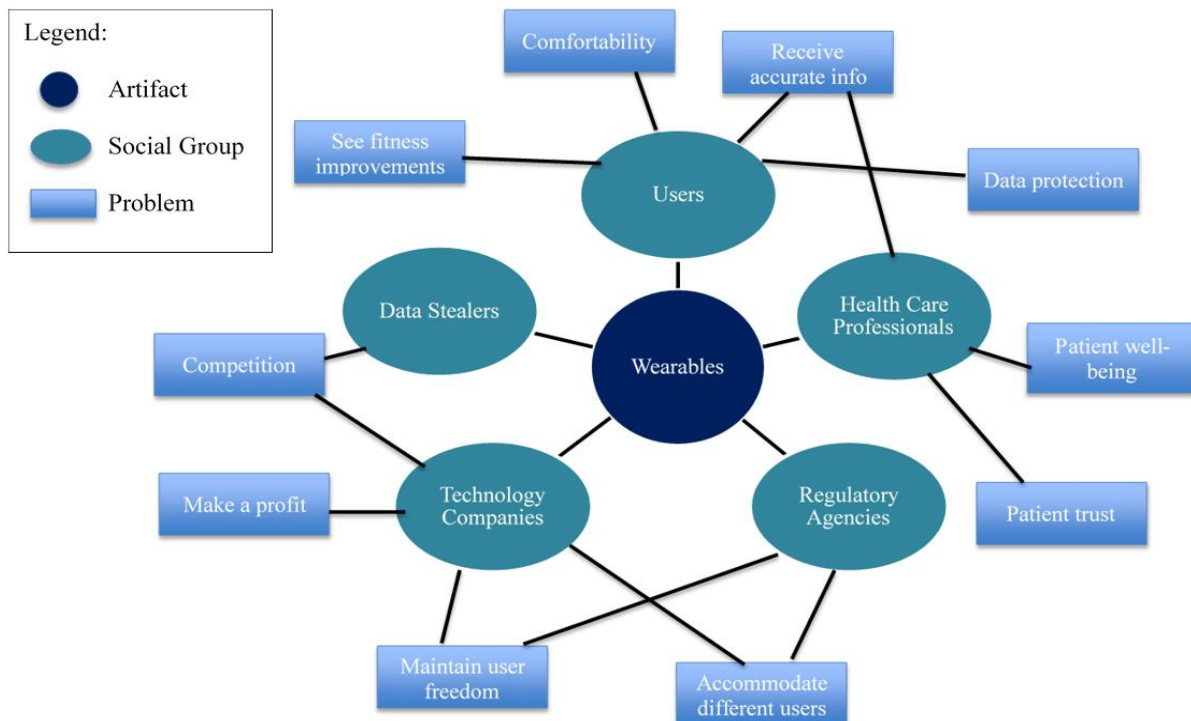 Legend:
Artifact
Social Group
Problem
Comfortability
Receive
accurate info
See fitness
improvements
Users
Data protection
Data Stealers
Health Care
Professionals
Competition
Wearables
Patient well-
being
Make a profit
Technology
Companies
Regulatory
Agencies
Patient trust
Maintain user
freedom
Accommodate
different users